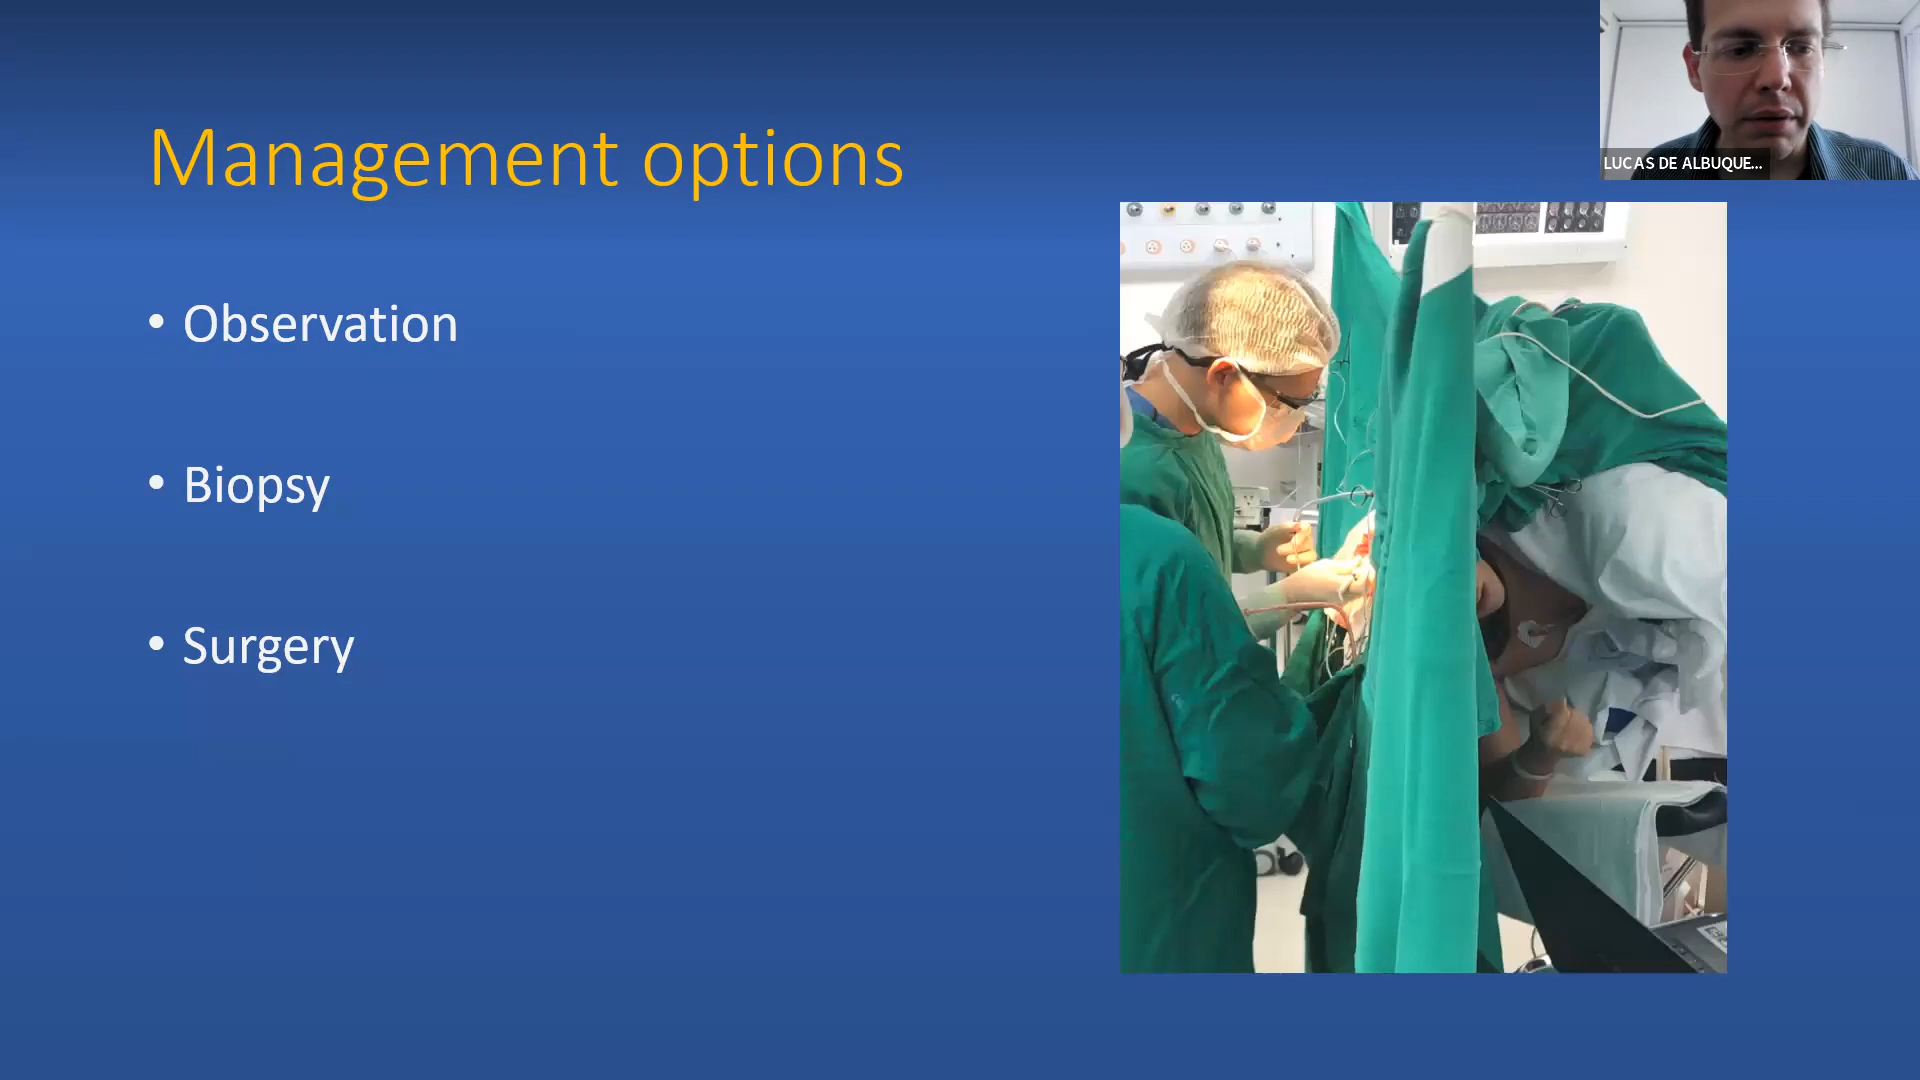 Management options
• Observation
• Biopsy
• Surgery
LUCAS DE ALBUQUE...